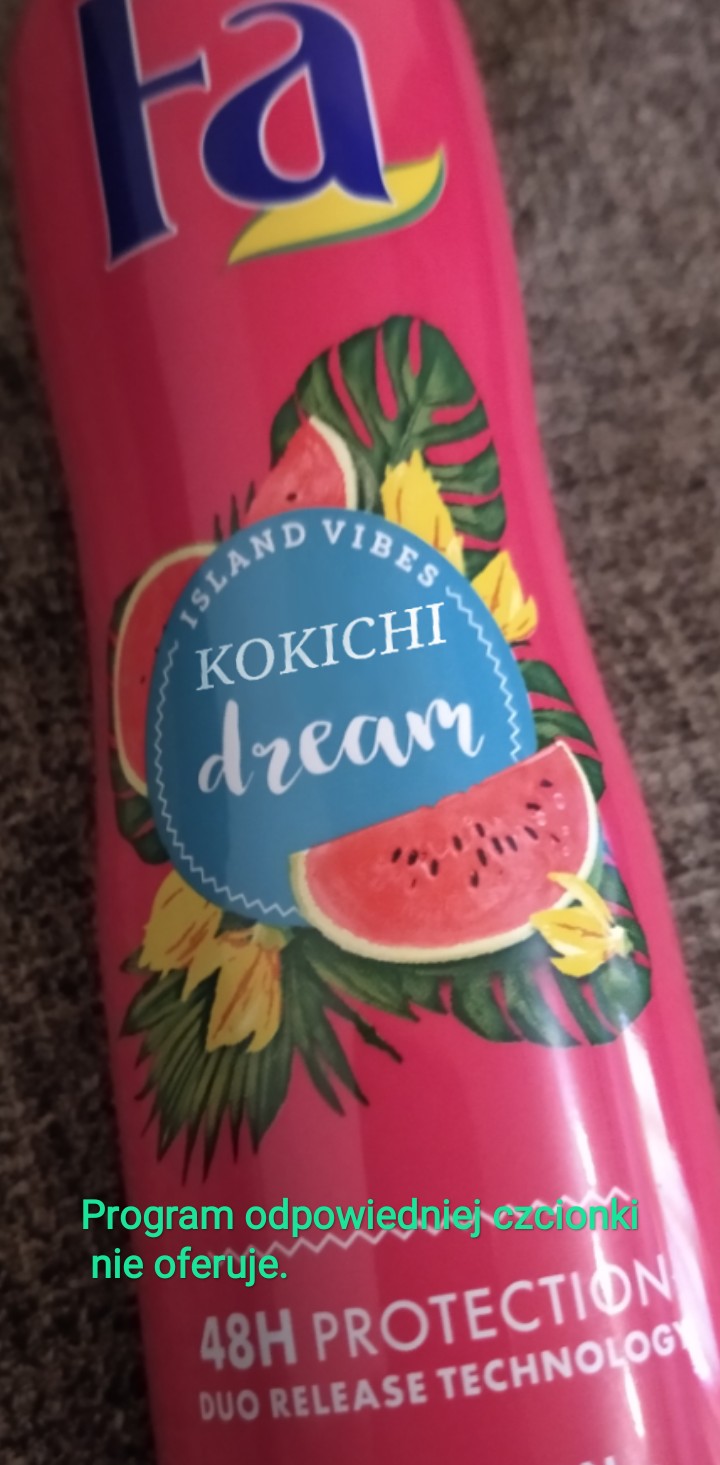 Fa
ISLAND VIBES
KOKICHI
dream
Program odpowiedniej czcionki
nie oferuje.
48H PROTECTION
DUO RELEASE TECHNOLOGY